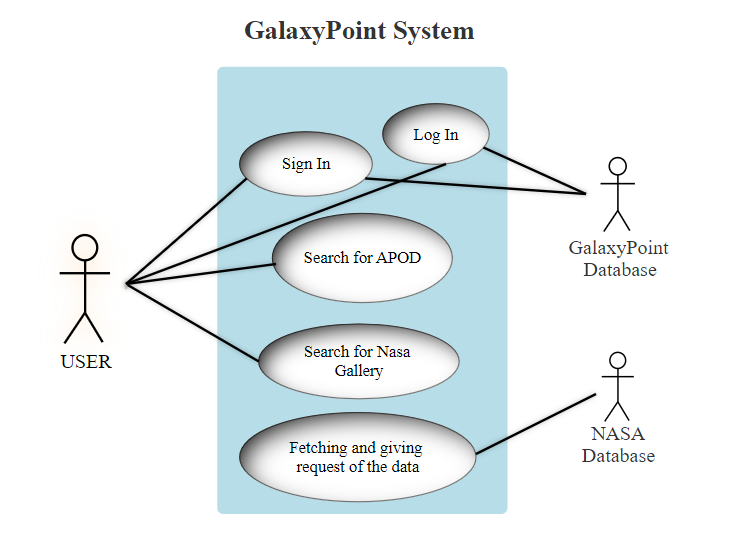 GalaxyPoint System
Log In
Sign In
Search for APOD
GalaxyPoint
Database
USER
Search for Nasa
Gallery
Fetching and giving
request of the data
NASA
Database